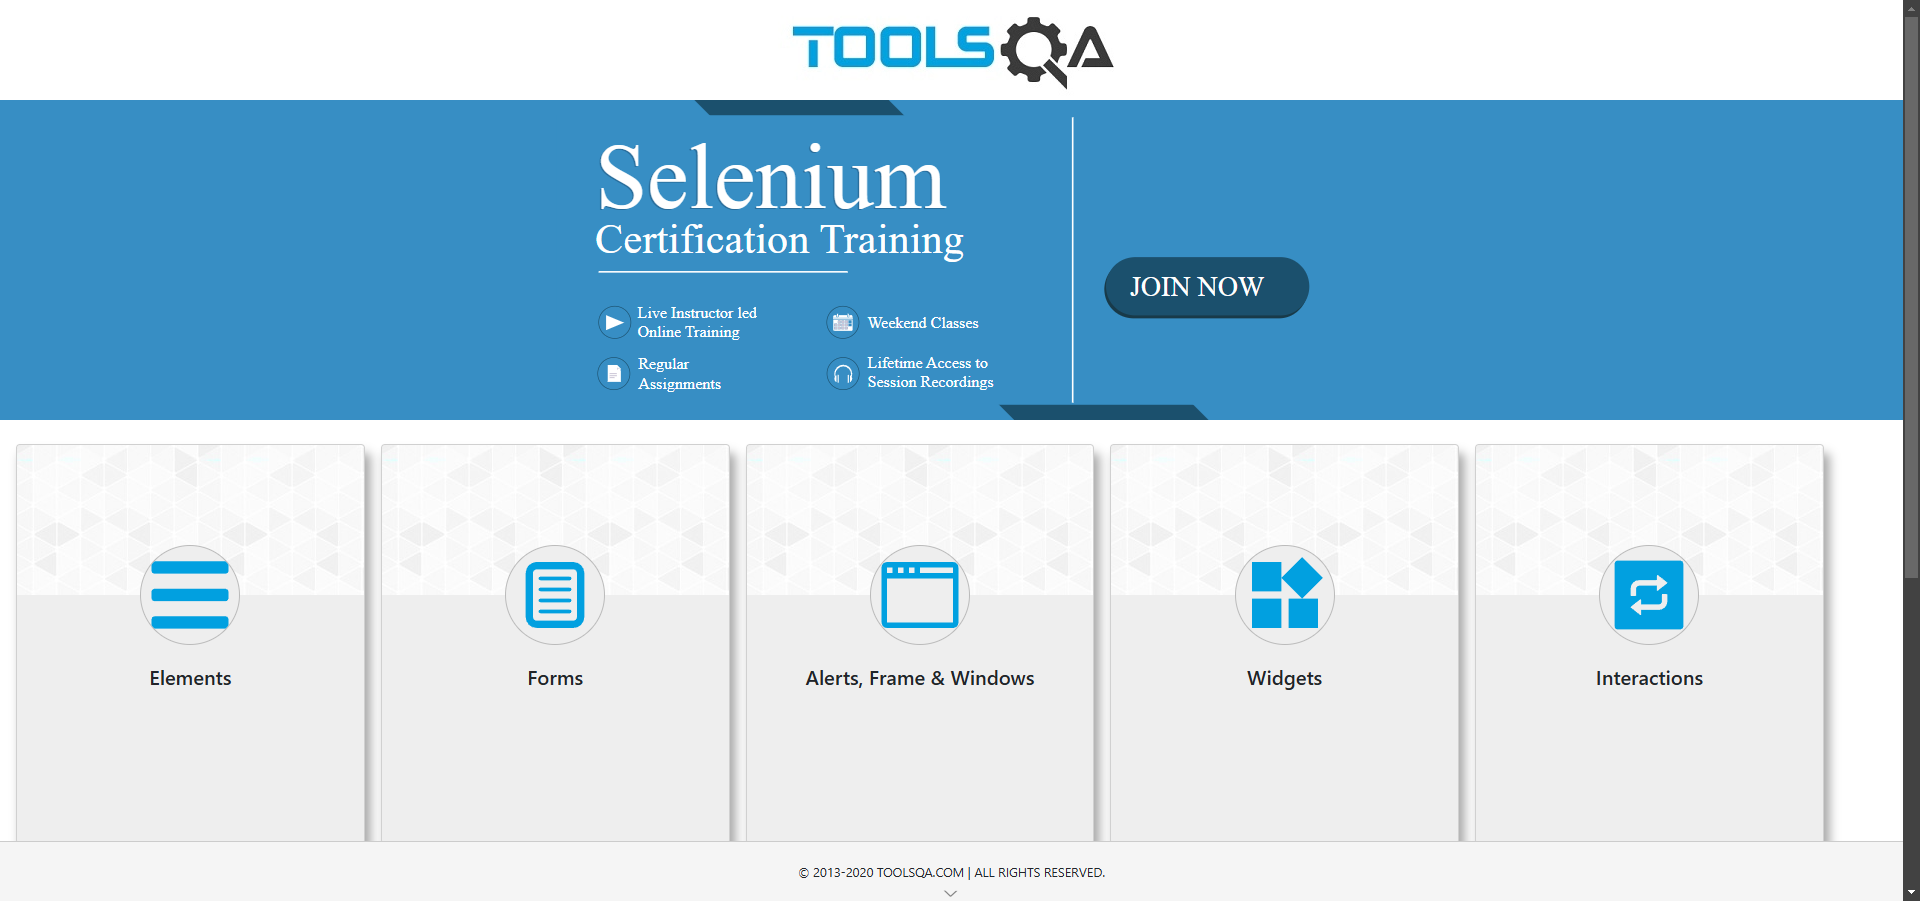 TOOLSQA
Selenium
Certification Training
JOIN NOW
Live Instructor led
Online Training
Weekend Classes
Regular
Assignments
Lifetime Access to
Session Recordings
Elements
Forms
Alerts, Frame & Windows
Widgets
Interactions
© 2013-2020 TOOLSQA.COM | ALL RIGHTS RESERVED.